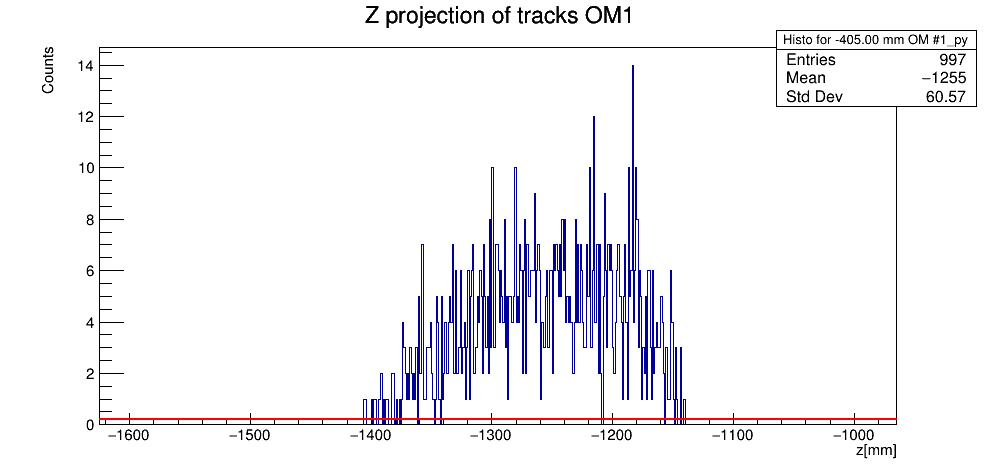 Z projection of tracks OM1
Histo for -405.00 mm OM #1_py
Entries 997
Mean −1255
Std Dev 60.57
Counts
14
12
10
8
6
4
2
0
−1600 −1500 −1400 −1300 −1200 −1100 −1000
z[mm]